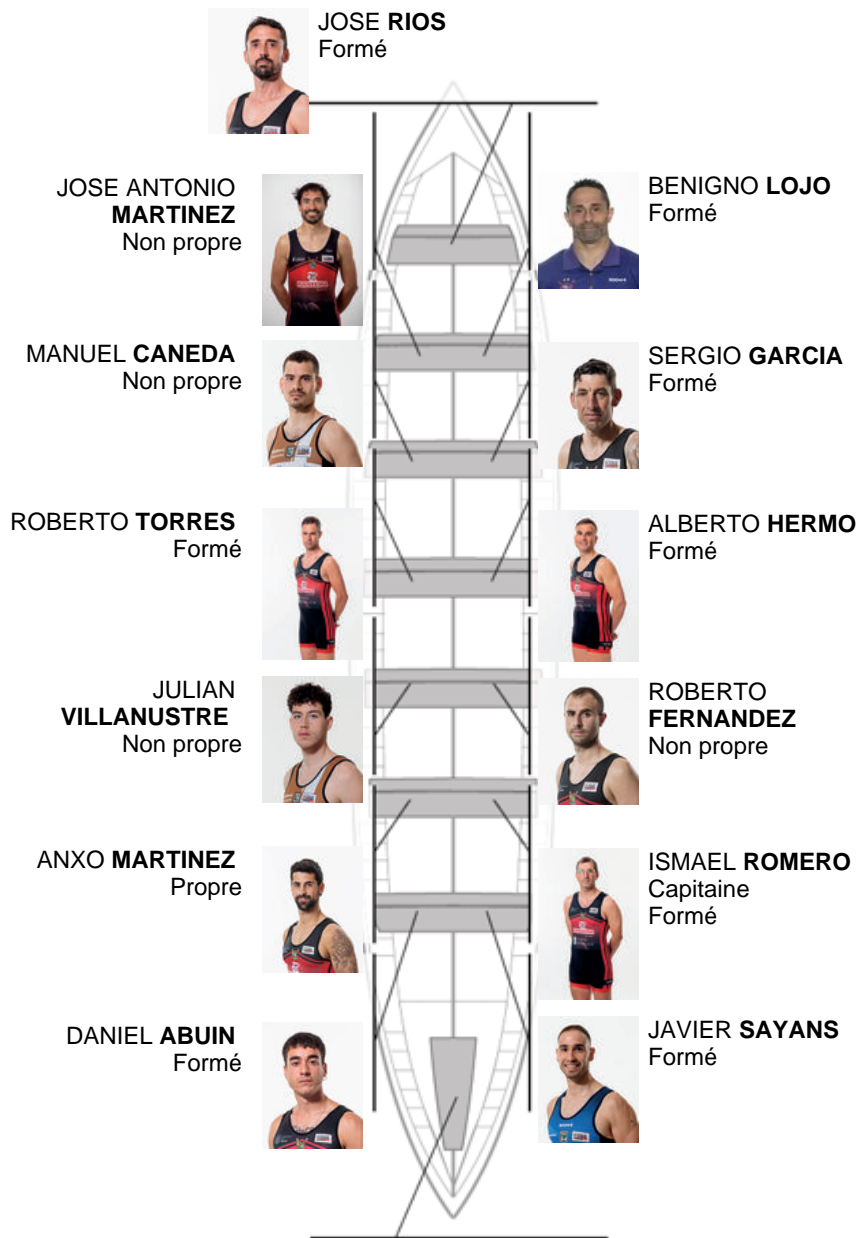 JOSE RIOS
Formé
JOSE ANTONIO
MARTINEZ
Non propre
BENIGNO LOJO
Formé
MANUEL CANEDA
Non propre
SERGIO GARCIA
Formé
ROBERTO TORRES
Formé
ALBERTO HERMO
Formé
JULIAN
VILLANUSTRE
Non propre
ROBERTO
FERNANDEZ
Non propre
ANXO MARTINEZ
Propre
ISMAEL ROMERO
Capitaine
Formé
DANIEL ABUIN
Formé
JAVIER SAYANS
Formé